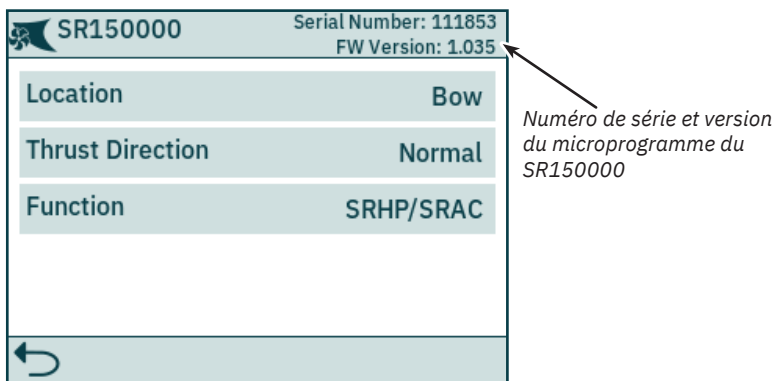 SR150000
Serial Number: 111853
FW Version: 1.035
Location Bow
Thrust Direction Normal
Function SRHP/SRAC
Numéro de série et version
du microprogramme du
SR150000